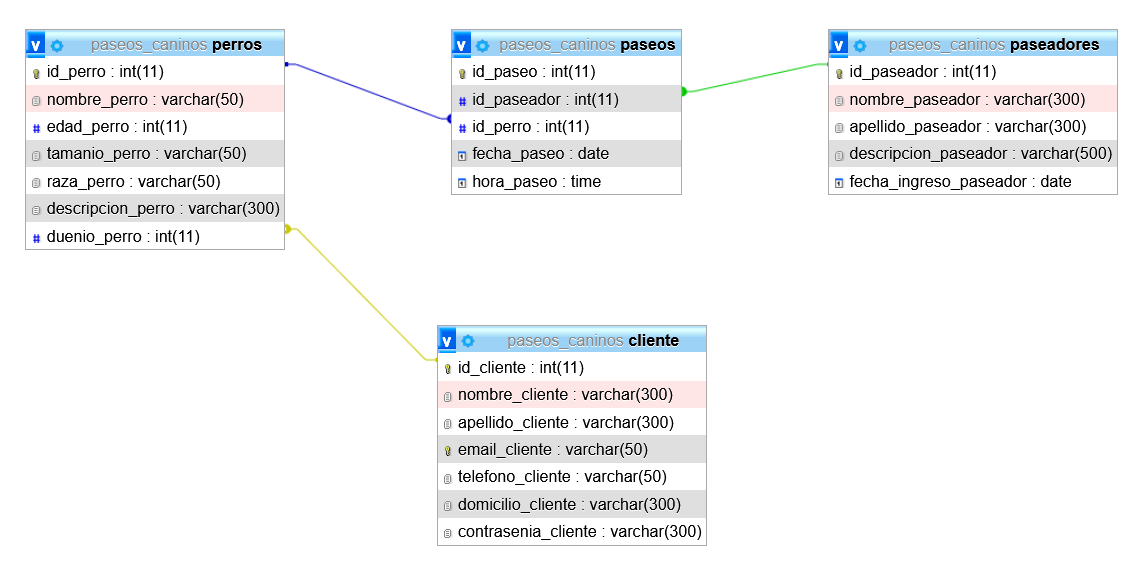 v paseos_caninos perros
id_perro : int(11)
nombre_perro : varchar(50)
# edad_perro : int(11)
tamanio_perro : varchar(50)
raza_perro : varchar(50)
descripcion_perro : varchar(300)
# duenio_perro : int(11)
v paseos_caninos paseos
id_paseo : int(11)
# id_paseador : int(11)
# id_perro : int(11)
fecha_paseo : date
hora_paseo : time
v paseos_caninos paseadores
id_paseador : int(11)
nombre_paseador : varchar(300)
apellido_paseador : varchar(300)
descripcion_paseador : varchar(500)
fecha_ingreso_paseador : date
v paseos_caninos cliente
id_cliente : int(11)
nombre_cliente : varchar(300)
apellido_cliente : varchar(300)
email_cliente : varchar(50)
telefono_cliente : varchar(50)
domicilio_cliente : varchar(300)
contrasenia_cliente : varchar(300)